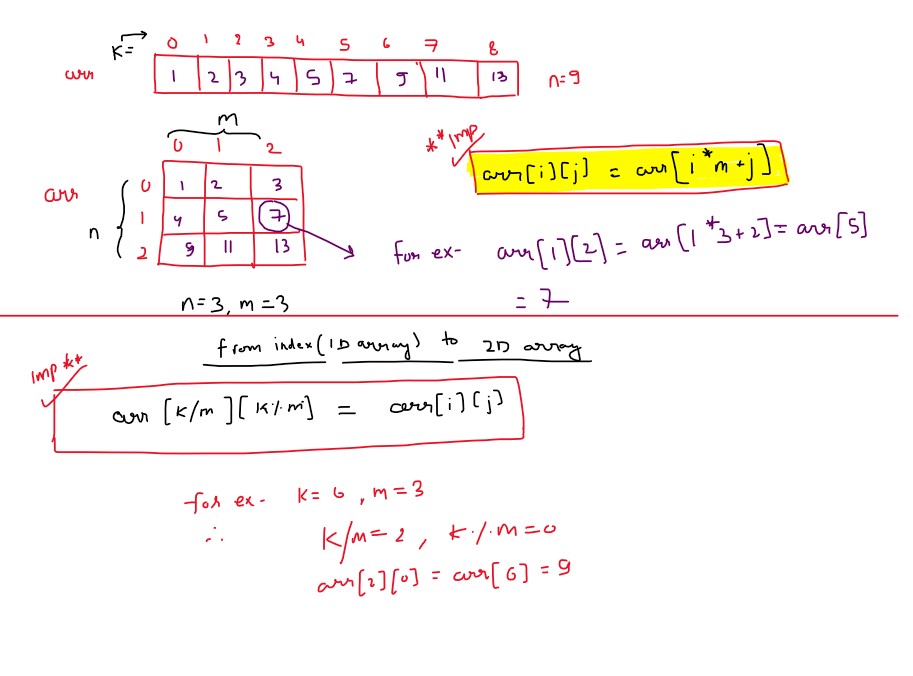 K= 0 1 2 3 4 5 6 7 8
arr 1 2 3 4 5 7 9 11 13 n=9
m
0 1 2
**Imp
arr[i][j] = arr[i*m+j]
arr
n
0 1 2 3
1 4 5 7
2 9 11 13
For ex- arr[1][2] = arr[1*3+2] = arr[5]
= 7
n=3, m=3
from index(1D array) to 2D array
Imp **
arr [K/m][K%m] = arr[i][j]
for ex- K=6, m=3
∴ K/m=2, K%m=0
arr[2][0] = arr[6] = 9